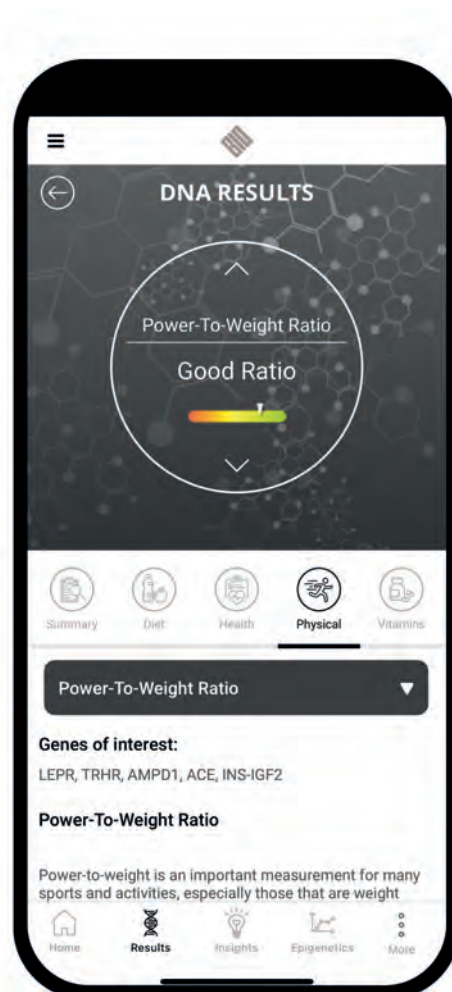 DNA RESULTS
Power-To-Weight Ratio
Good Ratio
Summary
Diet
Health
Physical
Vitamins
Power-To-Weight Ratio
Genes of interest:
LEPR, TRHR, AMPD1, ACE, INS-IGF2
Power-To-Weight Ratio
Power-to-weight is an important measurement for many
sports and activities, especially those that are weight
Home
Results
Insights
Epigenetics
More